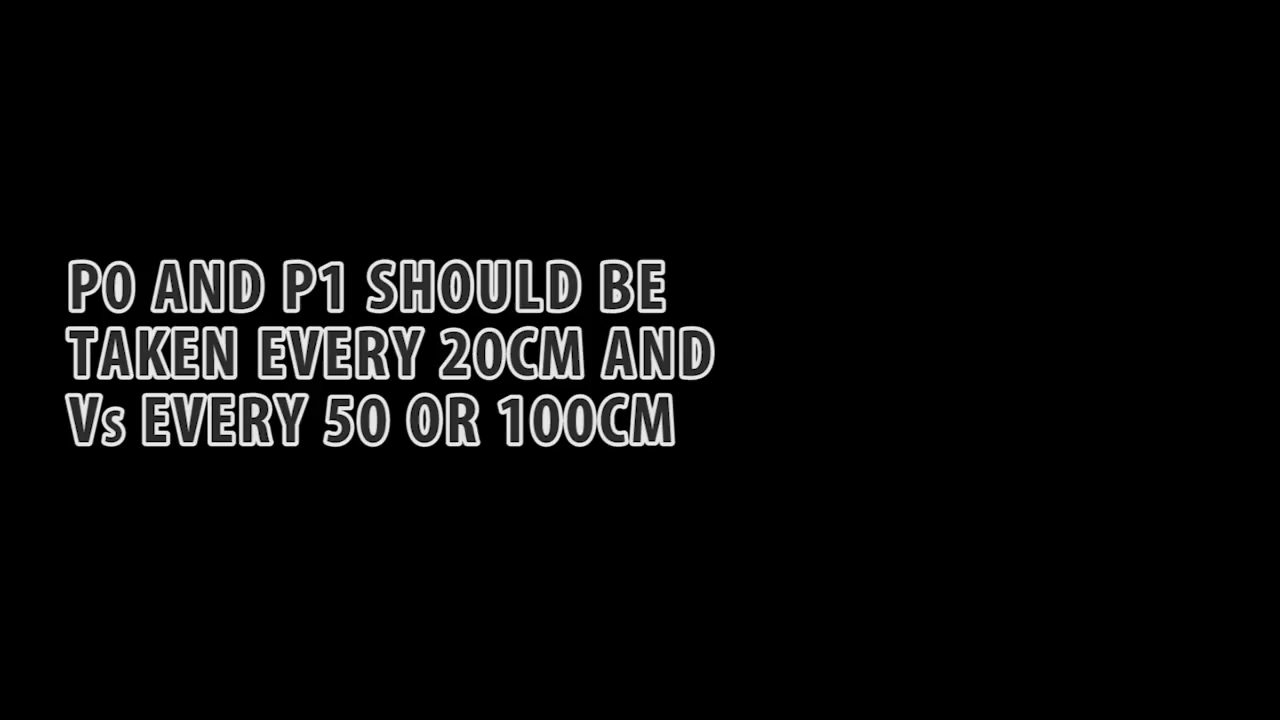 P0 AND P1 SHOULD BE
TAKEN EVERY 20CM AND
Vs EVERY 50 OR 100CM